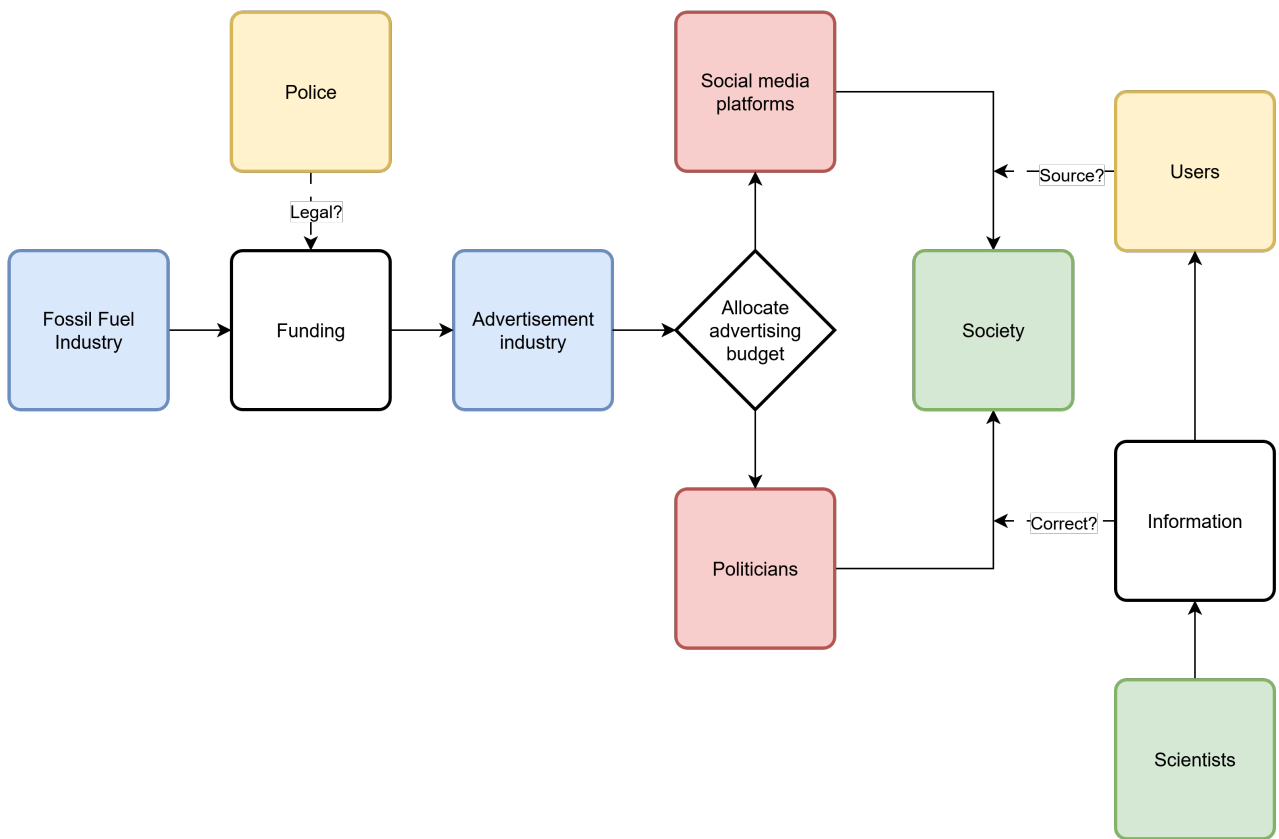 Police
Social media
platforms
Users
Source?
Legal?
Fossil Fuel
Industry
Funding
Advertisement
industry
Allocate
advertising
budget
Society
Information
Correct?
Politicians
Scientists